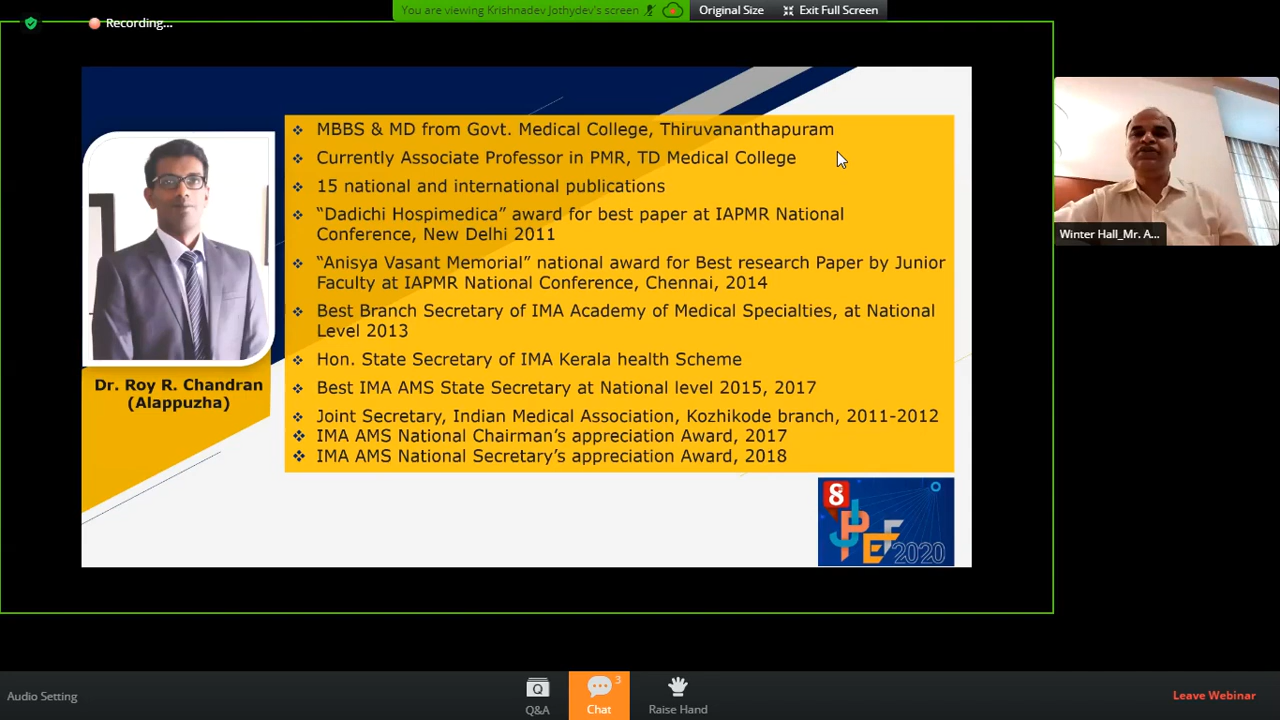 You are viewing Krishnadev Jothydev's screen
Original Size
Exit Full Screen
Recording...
❖ MBBS & MD from Govt. Medical College, Thiruvananthapuram
❖ Currently Associate Professor in PMR, TD Medical College
❖ 15 national and international publications
❖ “Dadichi Hospimedica” award for best paper at IAPMR National
Conference, New Delhi 2011
❖ “Anisya Vasant Memorial” national award for Best research Paper by Junior
Faculty at IAPMR National Conference, Chennai, 2014
❖ Best Branch Secretary of IMA Academy of Medical Specialties, at National
Level 2013
❖ Hon. State Secretary of IMA Kerala health Scheme
❖ Best IMA AMS State Secretary at National level 2015, 2017
❖ Joint Secretary, Indian Medical Association, Kozhikode branch, 2011-2012
❖ IMA AMS National Chairman’s appreciation Award, 2017
❖ IMA AMS National Secretary’s appreciation Award, 2018
Dr. Roy R. Chandran
(Alappuzha)
Winter Hall_Mr. A...
8
JPEF
2020
Audio Setting
Q&A
Chat
3
Raise Hand
Leave Webinar